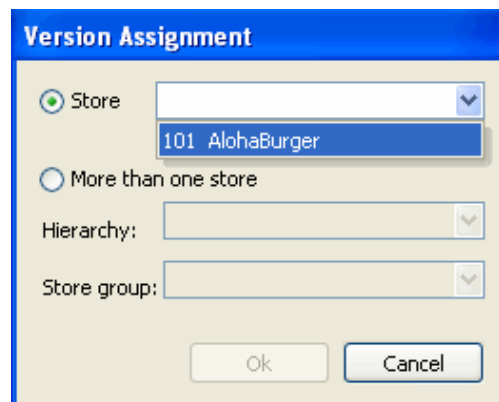 Version Assignment
Store
101 AlohaBurger
More than one store
Hierarchy:
Store group:
Ok Cancel